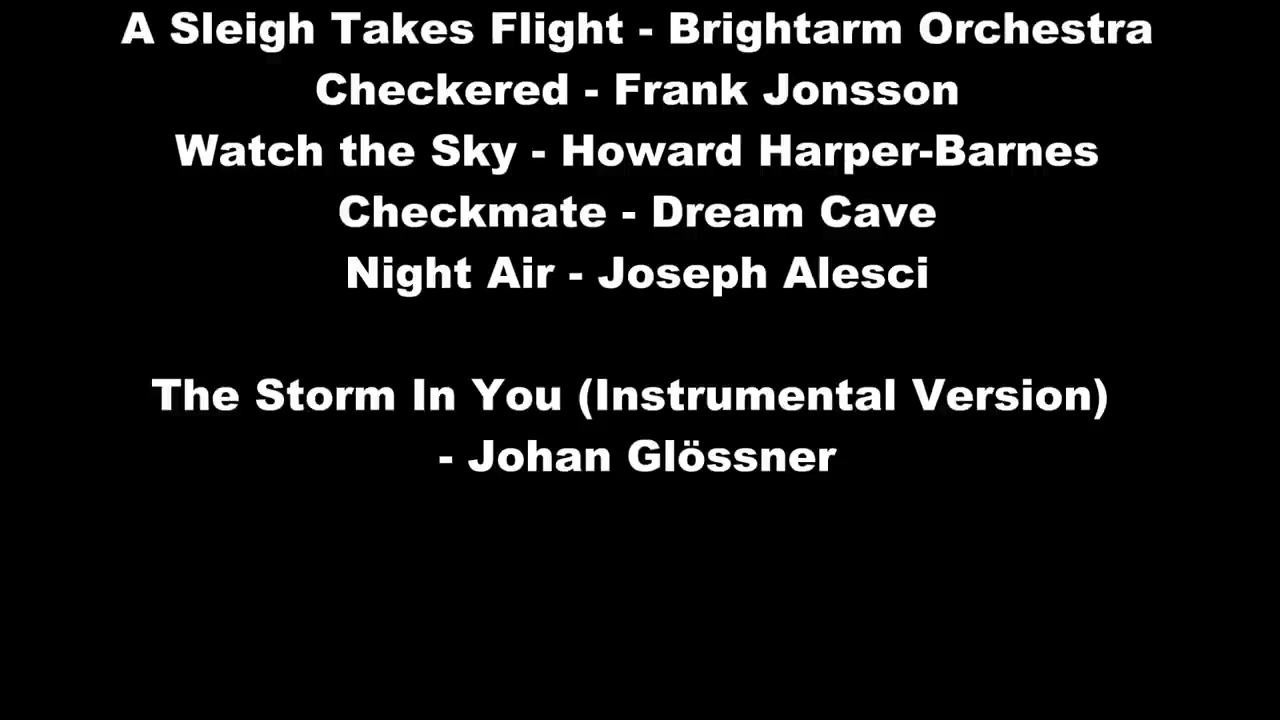 A Sleigh Takes Flight - Brightarm Orchestra
Checkered - Frank Jonsson
Watch the Sky - Howard Harper-Barnes
Checkmate - Dream Cave
Night Air - Joseph Alesci
The Storm In You (Instrumental Version)
- Johan Glössner